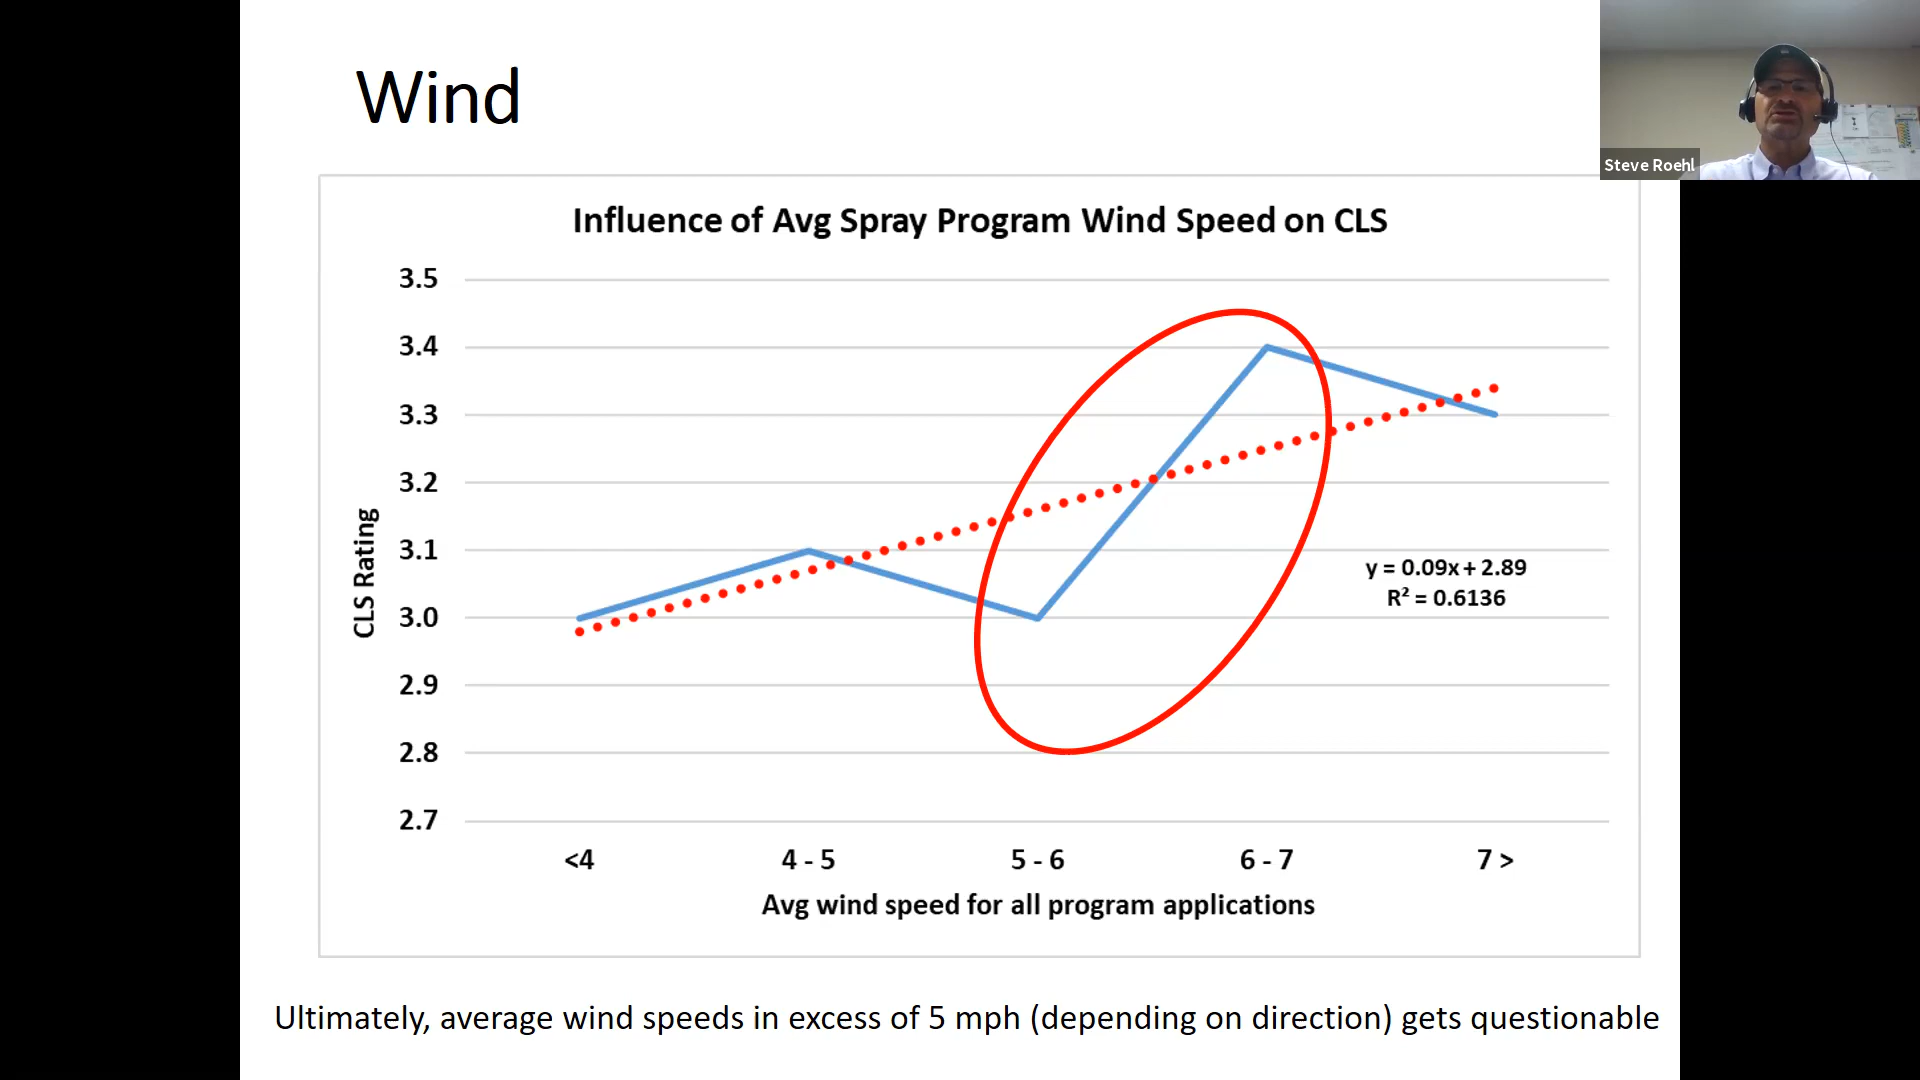 Wind
Steve Roehl
Influence of Avg Spray Program Wind Speed on CLS
3.5
3.4
3.3
3.2
3.1
3.0
2.9
2.8
2.7
CLS Rating
y = 0.09x + 2.89
R² = 0.6136
<4 4 - 5 5 - 6 6 - 7 7 >
Avg wind speed for all program applications
Ultimately, average wind speeds in excess of 5 mph (depending on direction) gets questionable